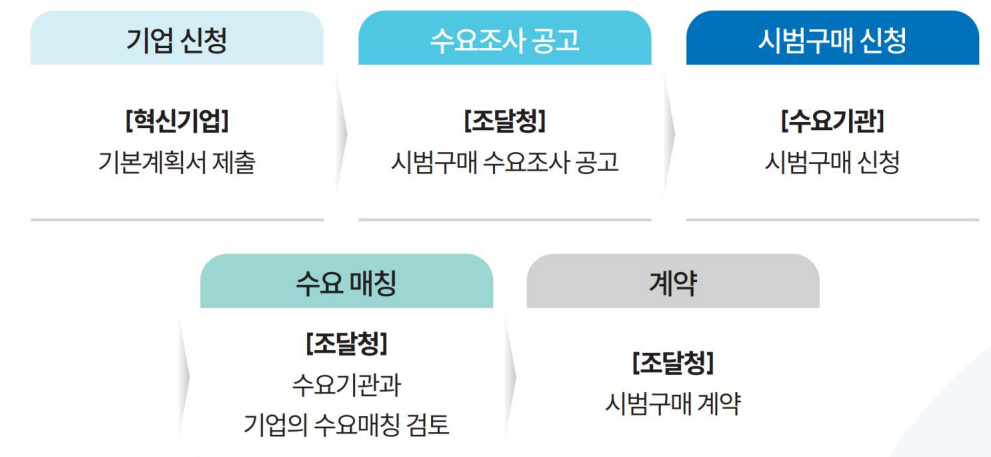 기업 신청
수요조사 공고
시범구매 신청
[혁신기업]
기본계획서 제출
[조달청]
시범구매 수요조사 공고
[수요기관]
시범구매 신청
수요 매칭
계약
[조달청]
수요기관과
기업의 수요매칭 검토
[조달청]
시범구매 계약